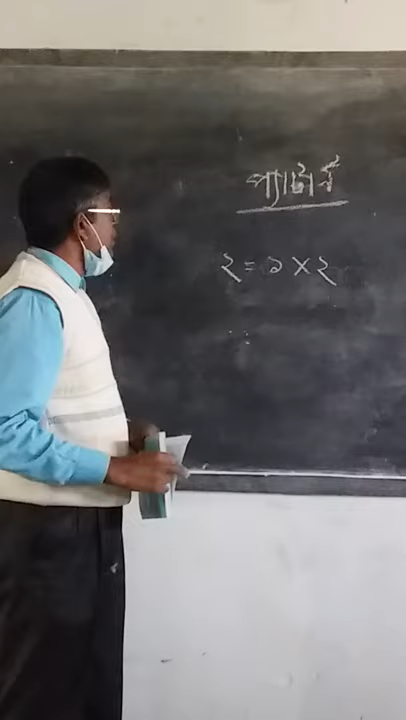 প্যাটার্ন
২ = ১ × ২